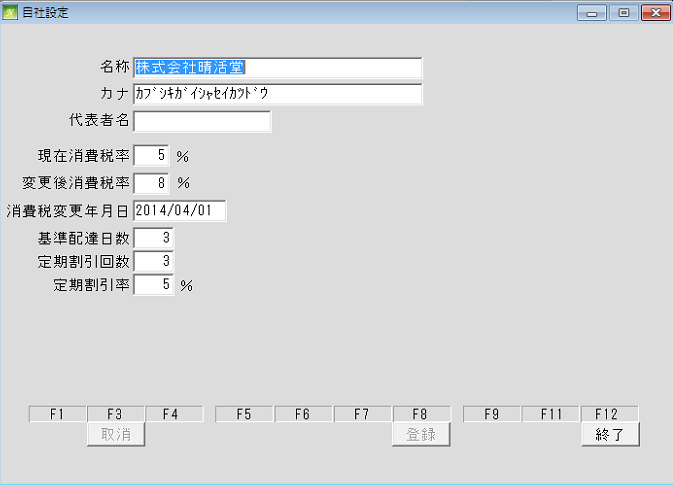 自社設定
名称 株式会社晴活堂
カナ ｶﾌﾞｼｷｶﾞｲｼｬｾｲｶﾂﾄﾞｳ
代表者名
現在消費税率 5 %
変更後消費税率 8 %
消費税変更年月日 2014/04/01
基準配達日数 3
定期割引回数 3
定期割引率 5 %
F1 F3 F4 F5 F6 F7 F8 F9 F11 F12
取消 登録 終了